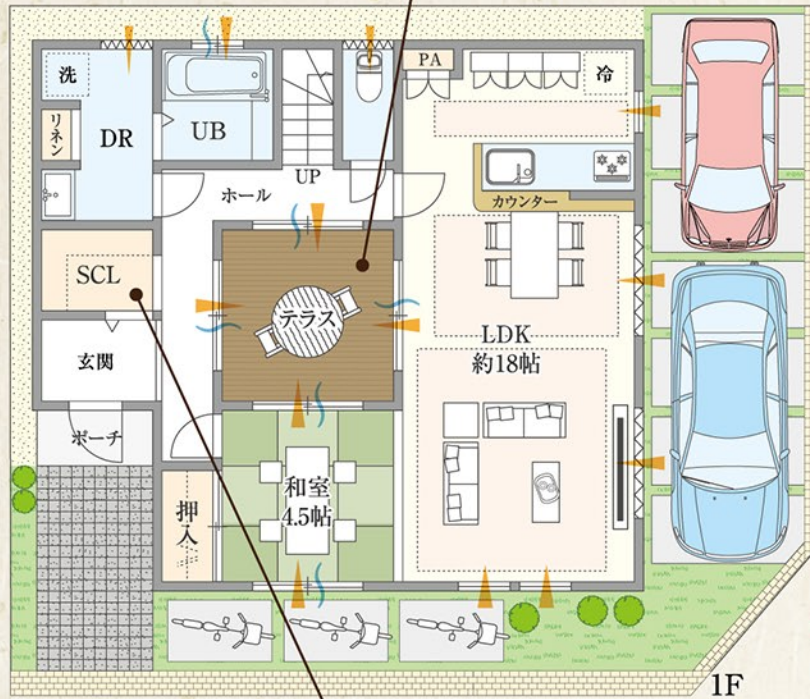 洗
リネン
DR
UB
UP
ホール
PA
冷
カウンター
SCL
テラス
LDK
約18帖
玄関
ポーチ
押入
和室
4.5帖
1F